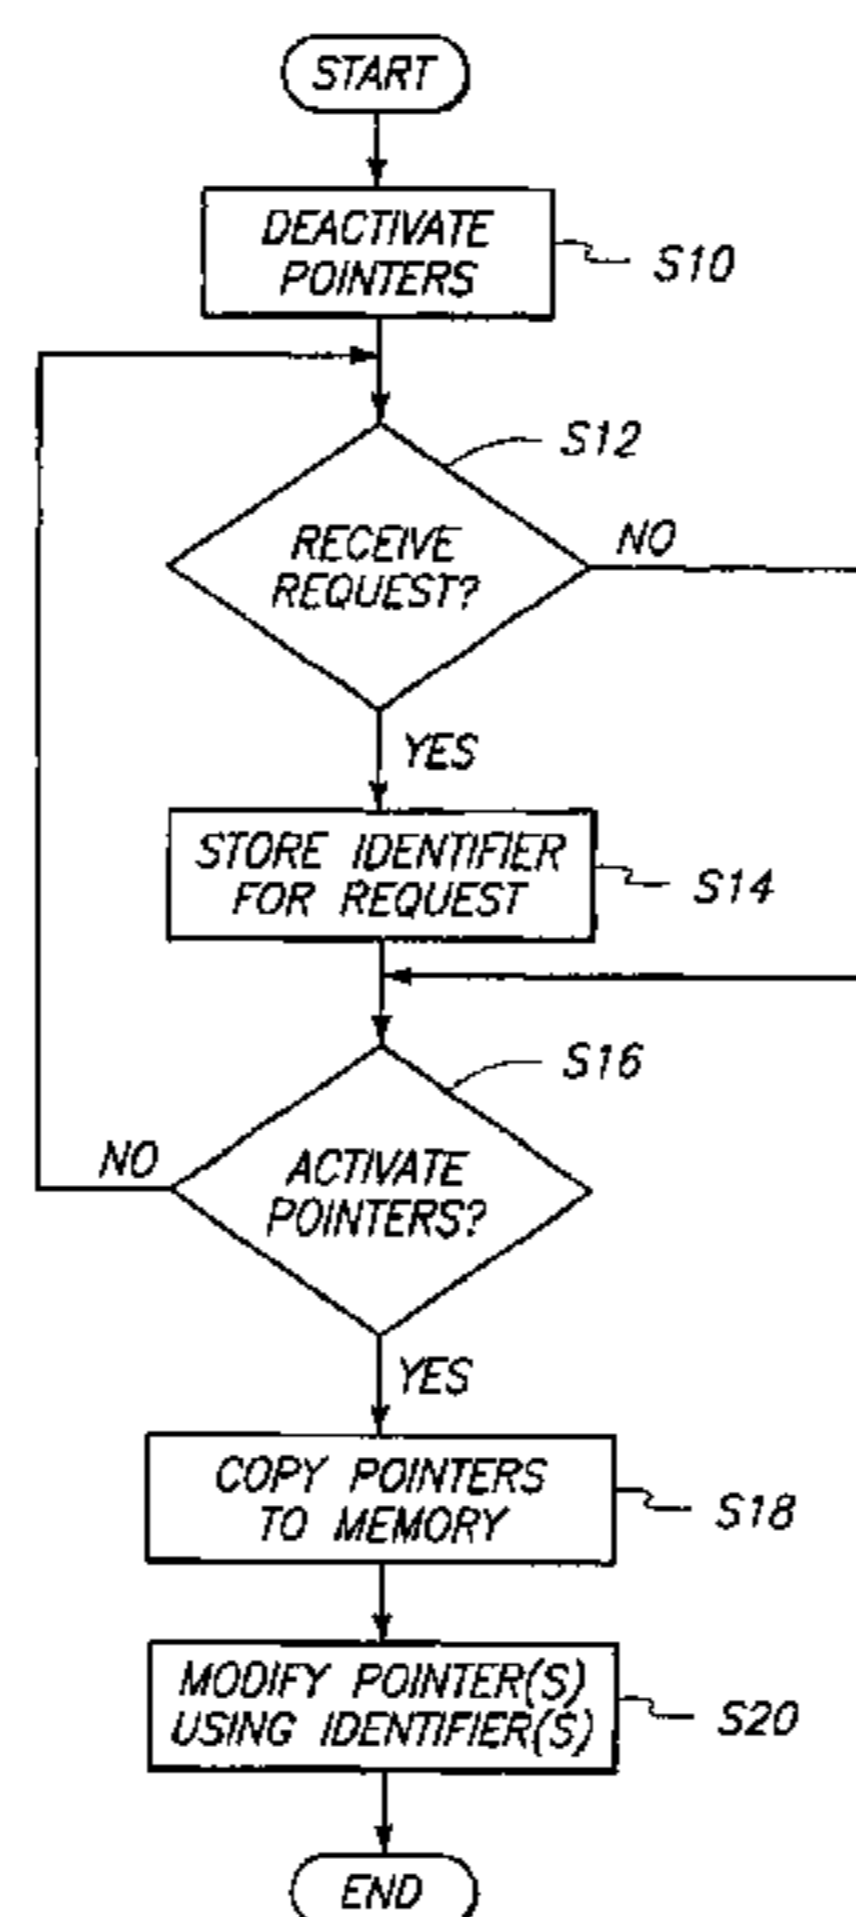 START
DEACTIVATE
POINTERS
S10
S12
RECEIVE
REQUEST?
NO
YES
STORE IDENTIFIER
FOR REQUEST
S14
S16
NO
ACTIVATE
POINTERS?
YES
COPY POINTERS
TO MEMORY
S18
MODIFY POINTER(S)
USING IDENTIFIER(S)
S20
END